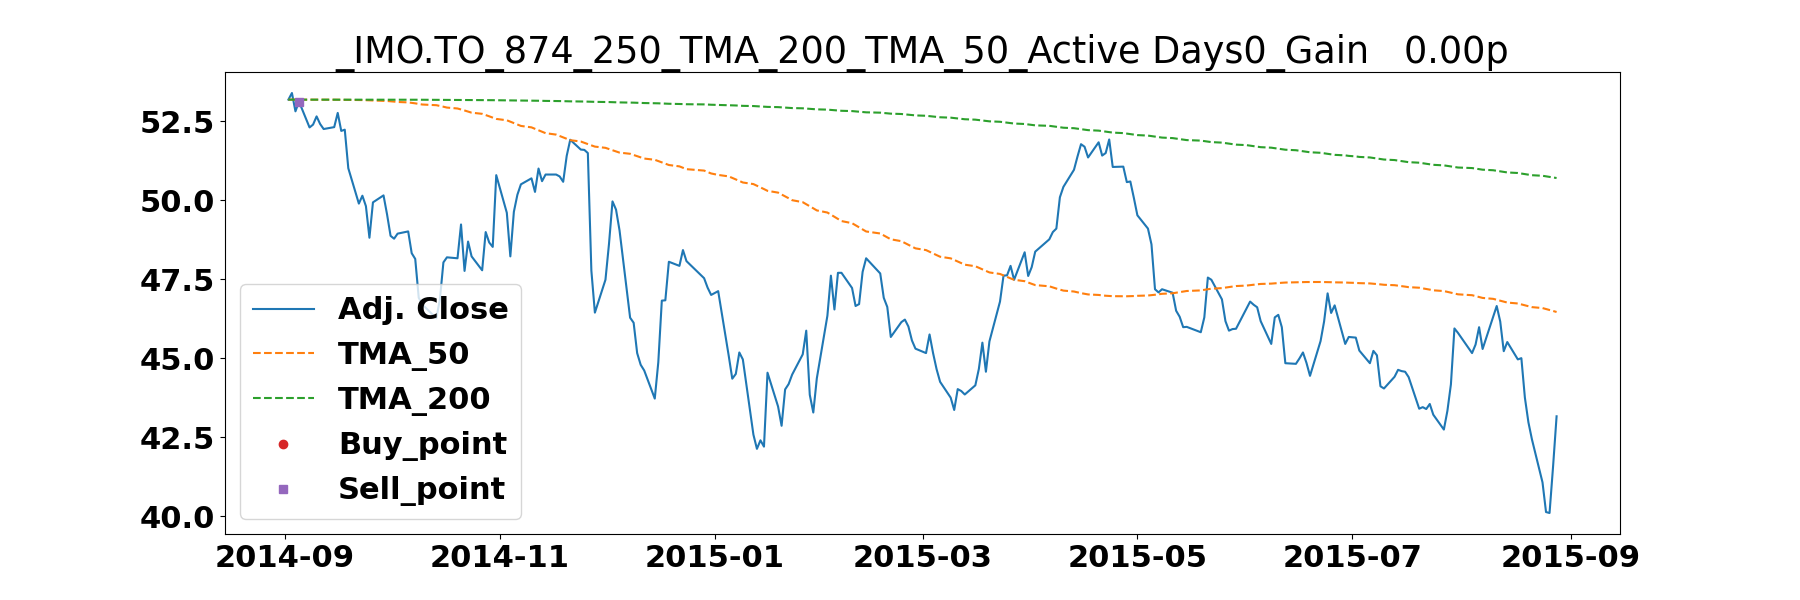 _IMO.TO_874_250_TMA_200_TMA_50_Active Days0_Gain   0.00p
52.5
50.0
47.5
45.0
42.5
40.0
Adj. Close
TMA_50
TMA_200
Buy_point
Sell_point
2014-09 2014-11 2015-01 2015-03 2015-05 2015-07 2015-09